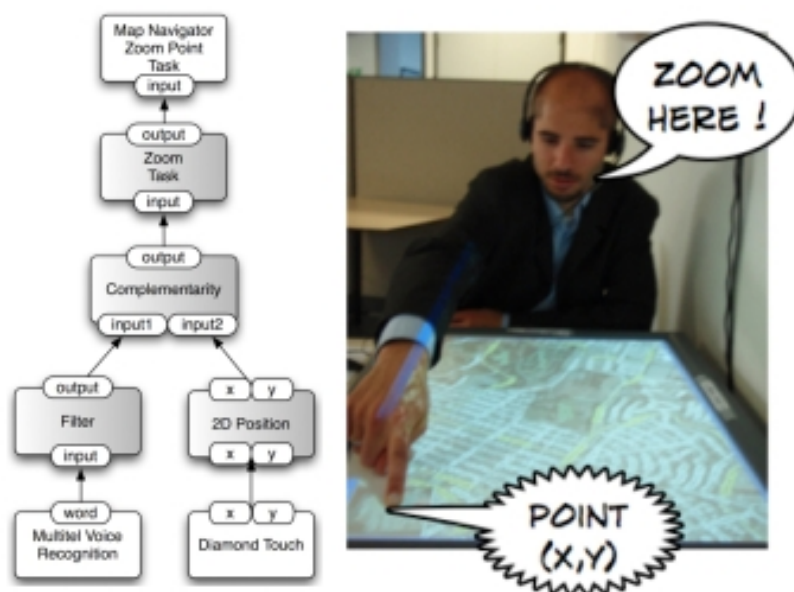 Map Navigator
Zoom Point
Task
input
output
Zoom
Task
input
output
Complementarity
input1 input2
output
Filter
input
x y
2D Position
x y
word
Multitel Voice
Recognition
x y
Diamond Touch
ZOOM
HERE !
POINT
(X,Y)